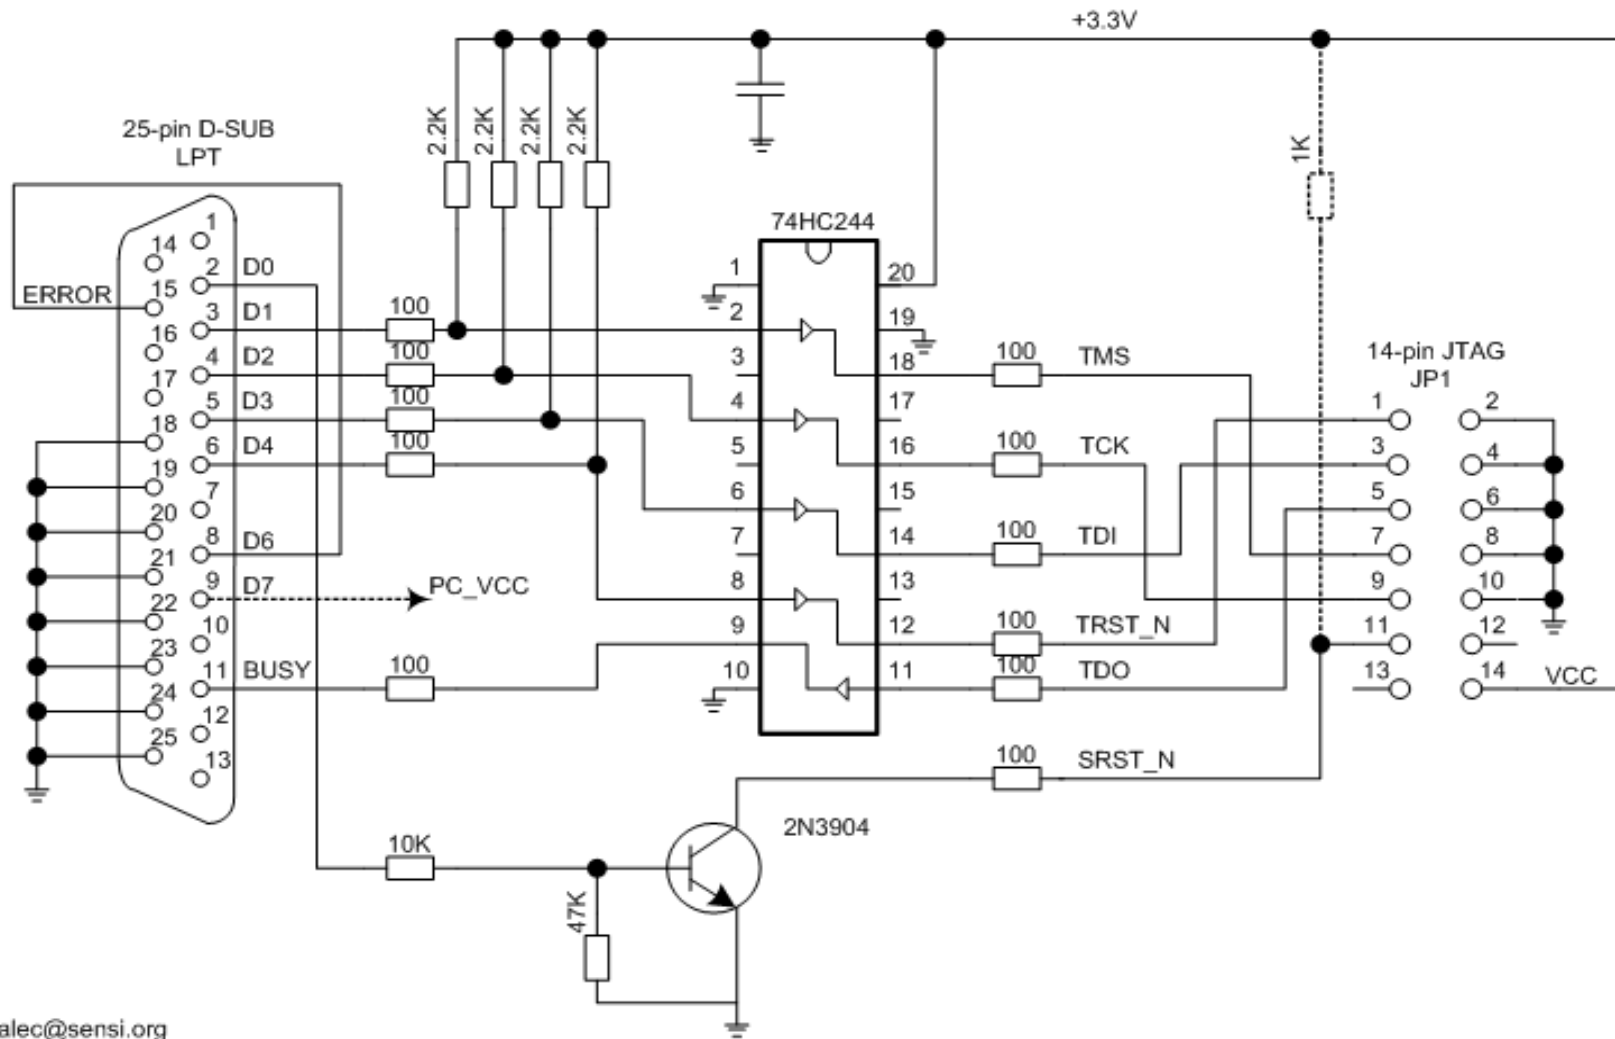 +3.3V
25-pin D-SUB
LPT
2.2K
2.2K
2.2K
2.2K
1K
74HC244
14-pin JTAG
JP1
1
14
2
15
3
16
4
17
5
18
6
19
7
20
8
21
9
22
10
23
11
24
12
25
13
ERROR
D0
D1
D2
D3
D4
D6
D7
PC_VCC
BUSY
100
100
100
100
100
10K
47K
1
2
3
4
5
6
7
8
9
10
20
19
18
17
16
15
14
13
12
11
100
TMS
100
TCK
100
TDI
100
TRST_N
100
TDO
100
SRST_N
2N3904
1
2
3
4
5
6
7
8
9
10
11
12
13
14
VCC
alec@sensi.org